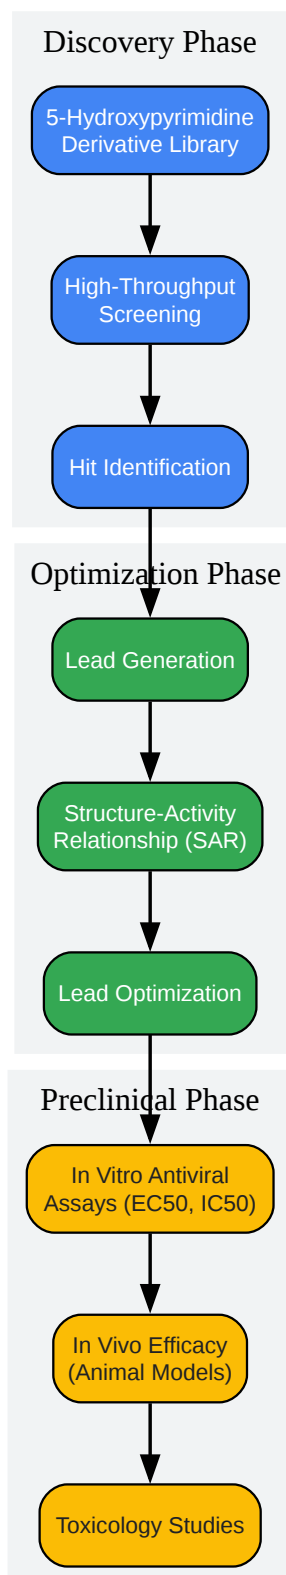 Discovery Phase
5-Hydroxypyrimidine
Derivative Library
High-Throughput
Screening
Hit Identification
Optimization Phase
Lead Generation
Structure-Activity
Relationship (SAR)
Lead Optimization
Preclinical Phase
In Vitro Antiviral
Assays (EC50, IC50)
In Vivo Efficacy
(Animal Models)
Toxicology Studies